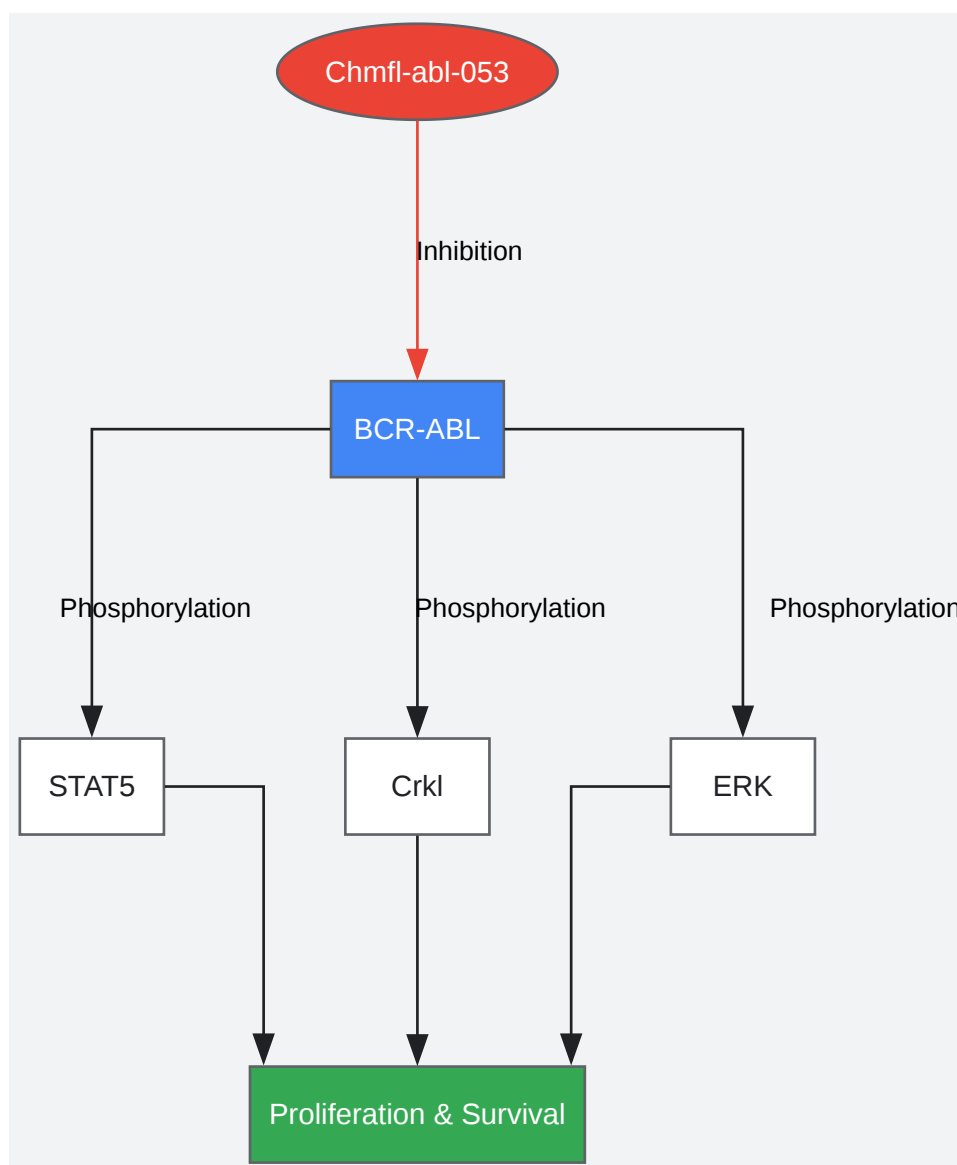 Chmfl-abl-053
Inhibition
BCR-ABL
Phosphorylation
Phosphorylation
Phosphorylation
STAT5
Crkl
ERK
Proliferation & Survival